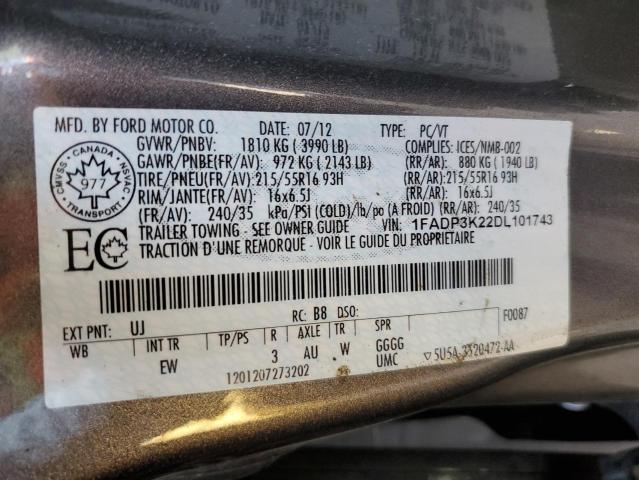 MFD. BY FORD MOTOR CO. DATE: 07/12 TYPE: PC/VT
GVWR/PNBV: 1810 KG ( 3990 LB) COMPLIES: ICES/NMB-002
GAWR/PNBE(FR/AV): 972 KG ( 2143 LB) (RR/AR): 880 KG ( 1940 LB)
TIRE/PNEU(FR/AV): 215/55R16 93H (RR/AR): 215/55R16 93H
RIM/JANTE(FR/AV): 16x6.5J (RR/AR): 16x6.5J
(FR/AV): 240/35 kPa/PSI (COLD)/lb/po (A FROID) / (RR/AR): 240/35
TRAILER TOWING - SEE OWNER GUIDE VIN: 1FADP3K22DL101743
TRACTION D'UNE REMORQUE - VOIR LE GUIDE DU PROPRIETAIRE
CANADA
CMVSS NSVAC
977
TRANSPORT
EC
RC: B8 DSO:
EXT PNT: UJ F0087
WB INT TR TP/PS R AXLE TR SPR
EW 3 AU W GGGG
UMC
1201207273202